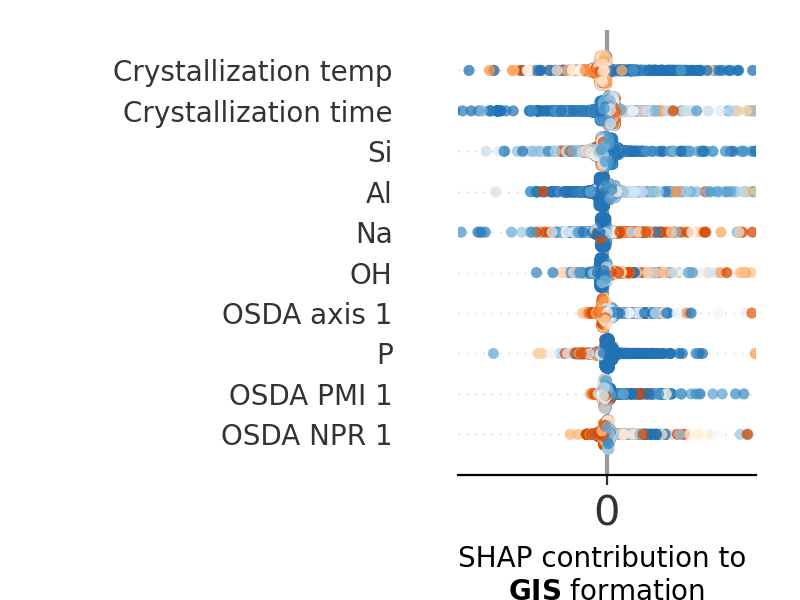 Crystallization temp
Crystallization time
Si
Al
Na
OH
OSDA axis 1
P
OSDA PMI 1
OSDA NPR 1
0
SHAP contribution to
GIS formation